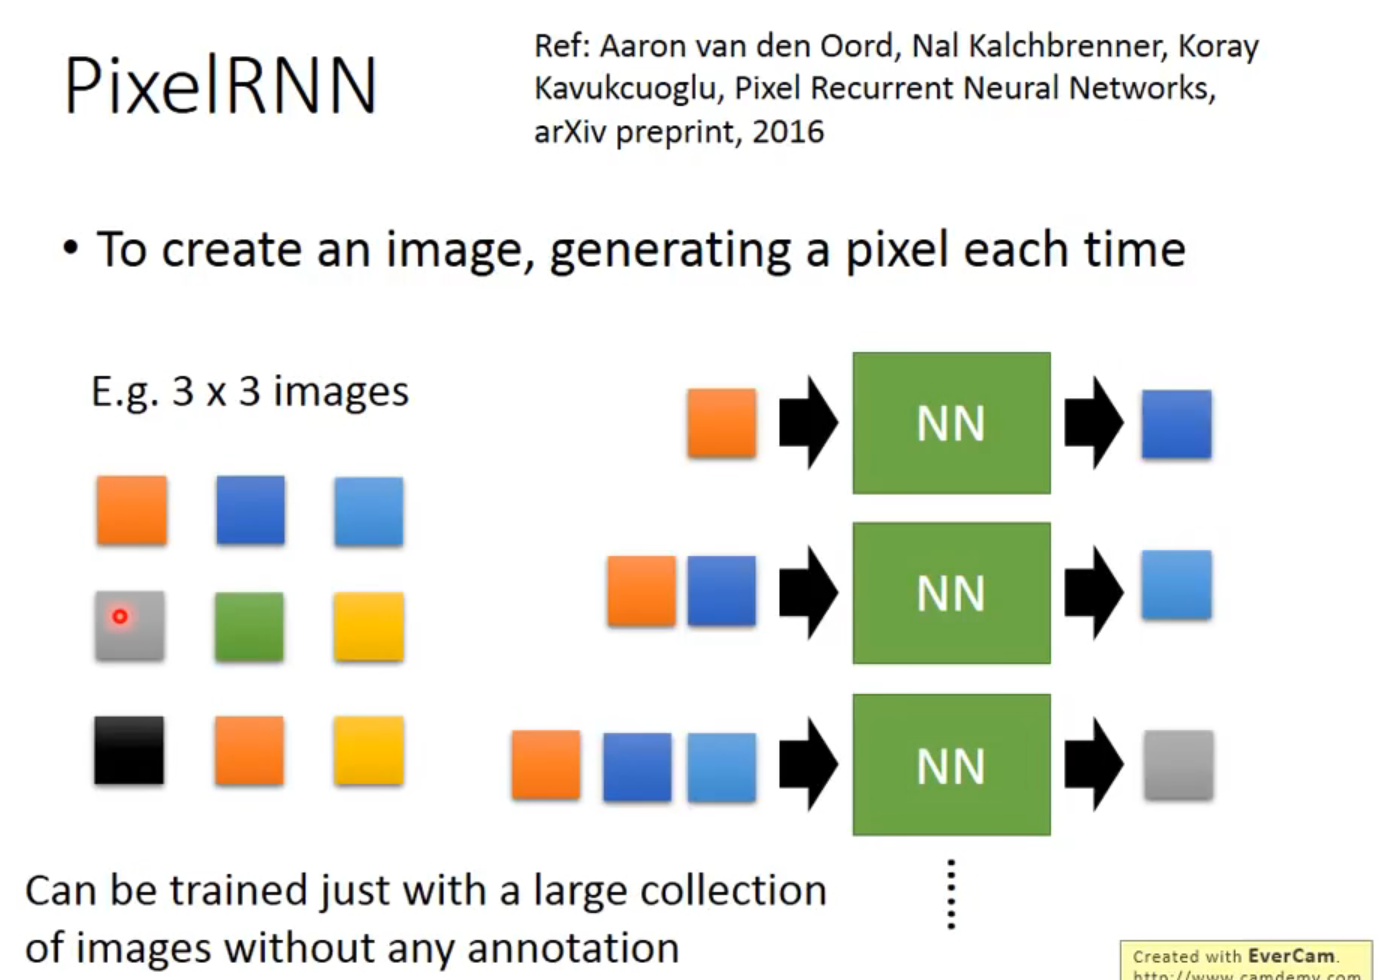 PixelRNN
Ref: Aaron van den Oord, Nal Kalchbrenner, Koray
Kavukcuoglu, Pixel Recurrent Neural Networks,
arXiv preprint, 2016
• To create an image, generating a pixel each time
E.g. 3 x 3 images
NN
NN
NN
Can be trained just with a large collection
of images without any annotation
Created with EverCam.
http://www.camdemy.com